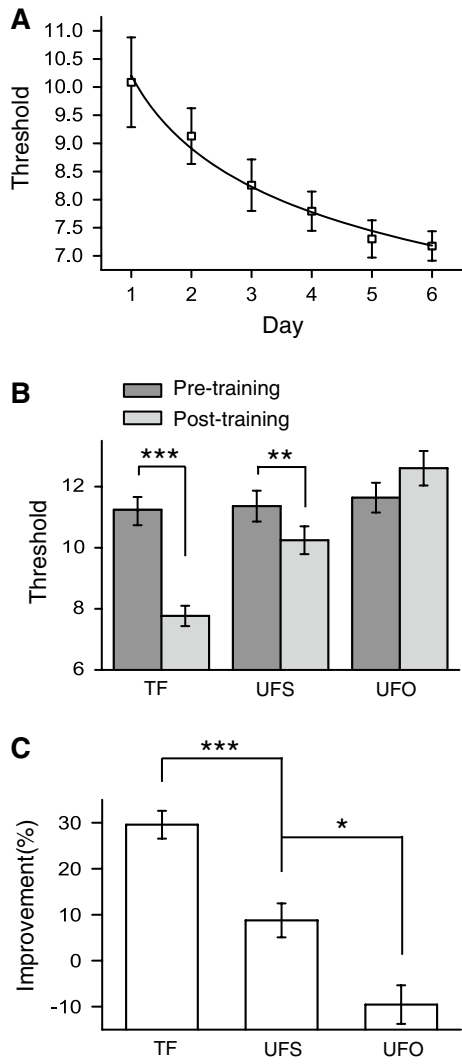 A
Threshold
11.0
10.5
10.0
9.5
9.0
8.5
8.0
7.5
7.0
1 2 3 4 5 6
Day
B
Pre-training
Post-training
Threshold
12
10
8
6
*** **
TF UFS UFO
C
***
*
Improvement(%)
30
20
10
0
-10
TF UFS UFO